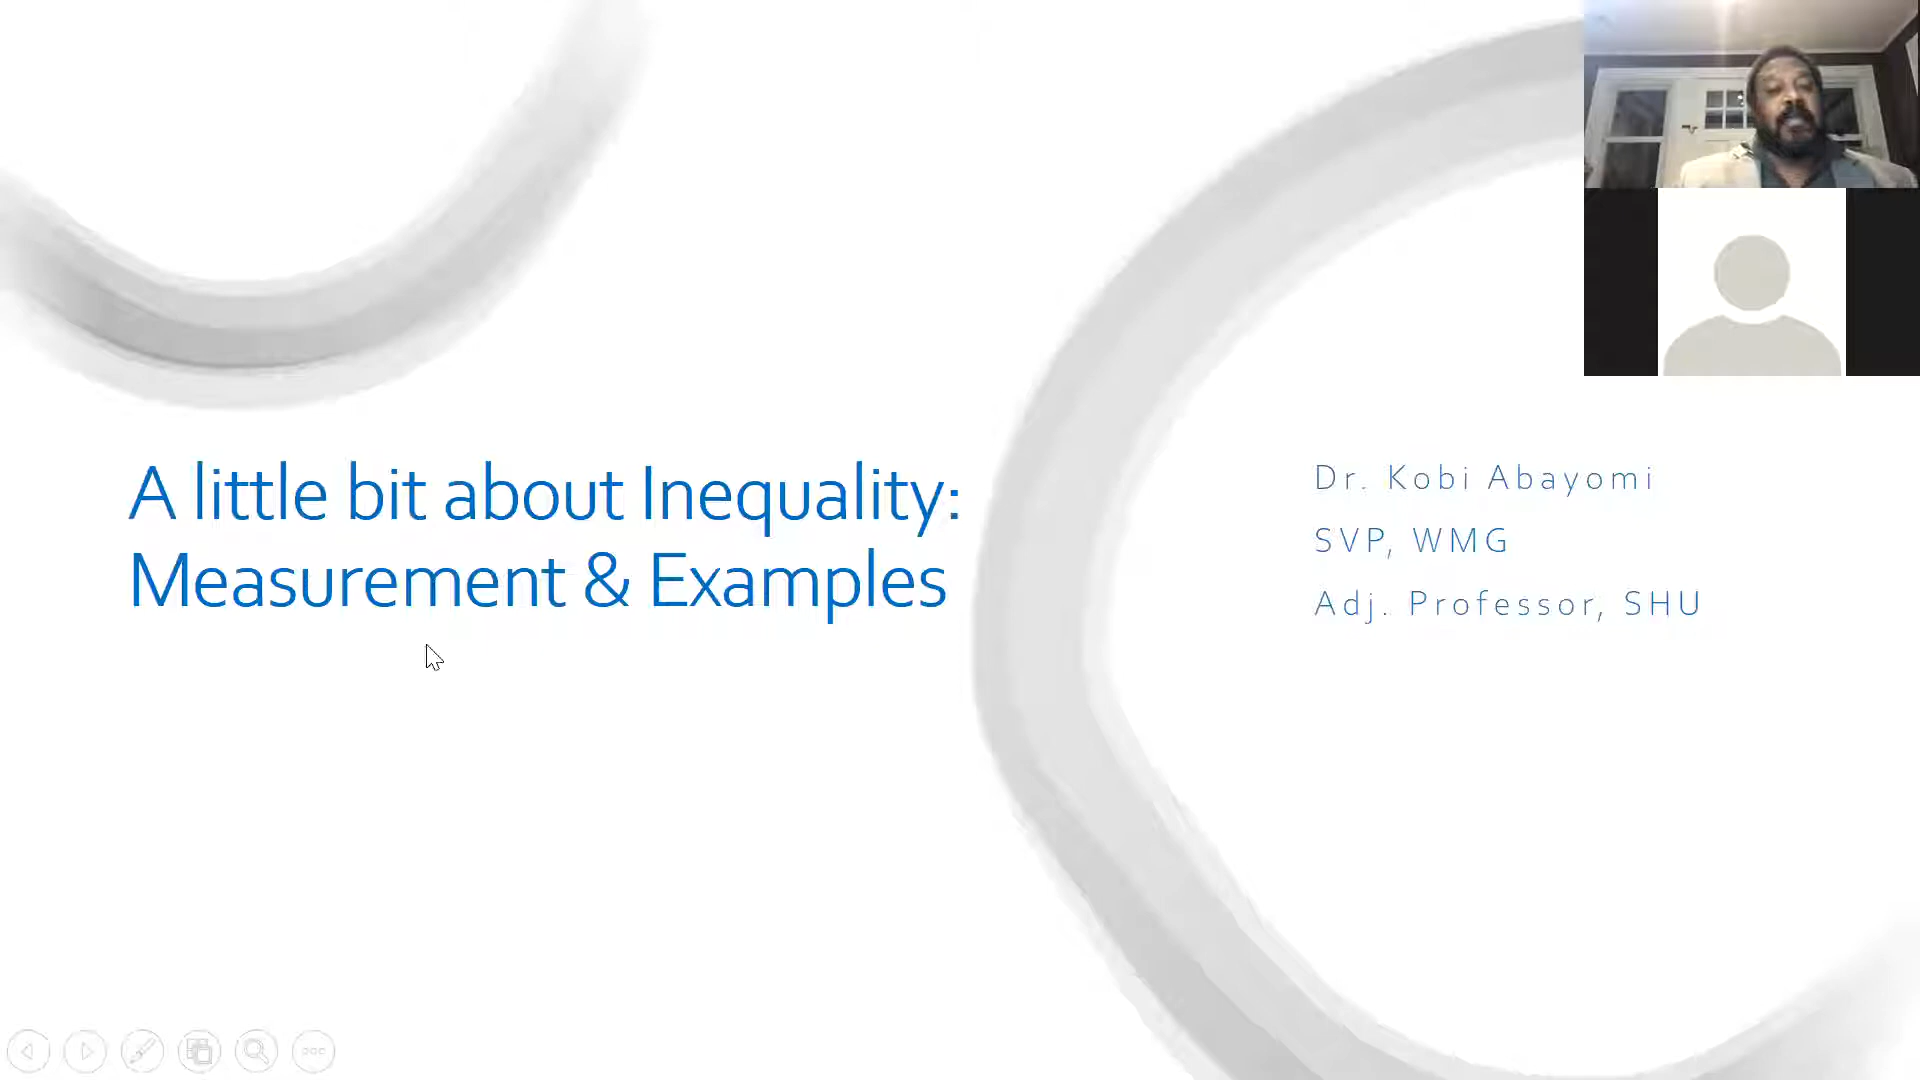 A little bit about Inequality:
Measurement & Examples
Dr. Kobi Abayomi
SVP, WMG
Adj. Professor, SHU